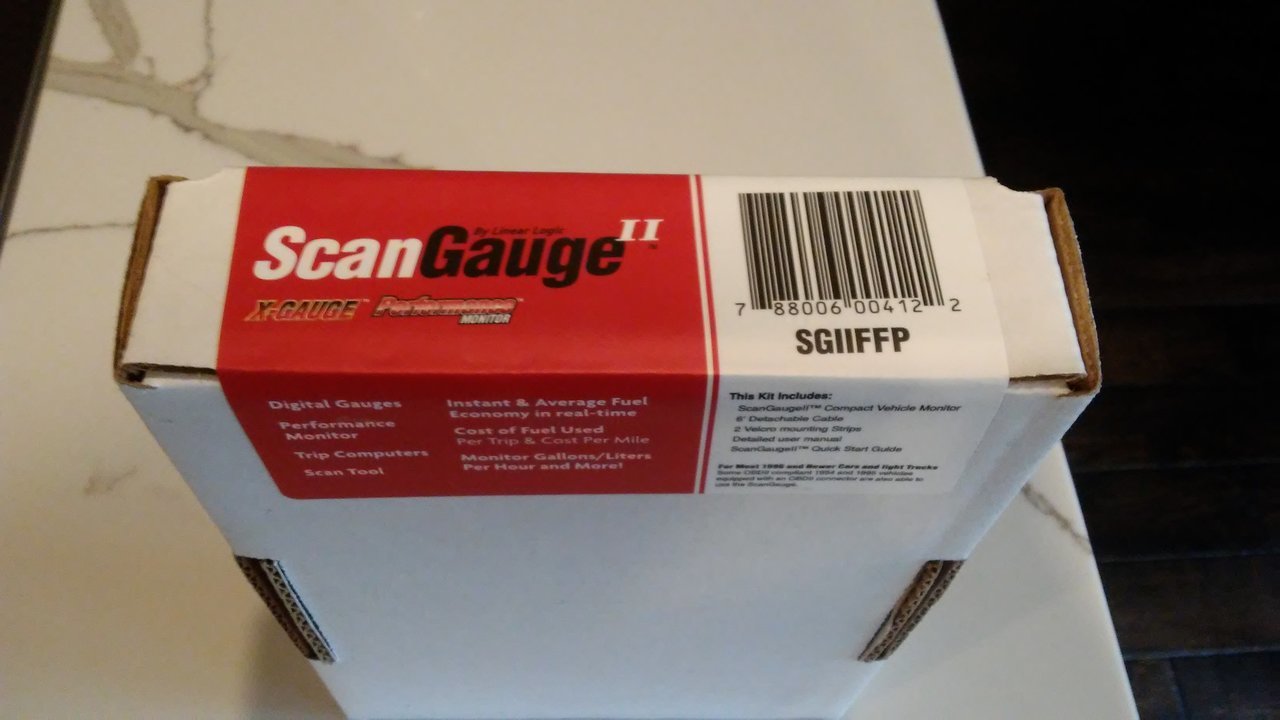 By Linear Logic
ScanGauge II™
X-GAUGE™ Performance™
MONITOR
Digital Gauges
Performance
Monitor
Trip Computers
Scan Tool
Instant & Average Fuel
Economy in real-time
Cost of Fuel Used
Per Trip & Cost Per Mile
Monitor Gallons/Liters
Per Hour and More!
7 88006 00412 2
SGIIFFP
This Kit Includes:
ScanGaugeII™ Compact Vehicle Monitor
6' Detachable Cable
2 Velcro mounting Strips
Detailed user manual
ScanGaugeII™ Quick Start Guide
For Most 1996 and Newer Cars and light Trucks
Some OBDII compliant 1994 and 1995 vehicles
equipped with an OBDII connector are also able to
use the ScanGauge.